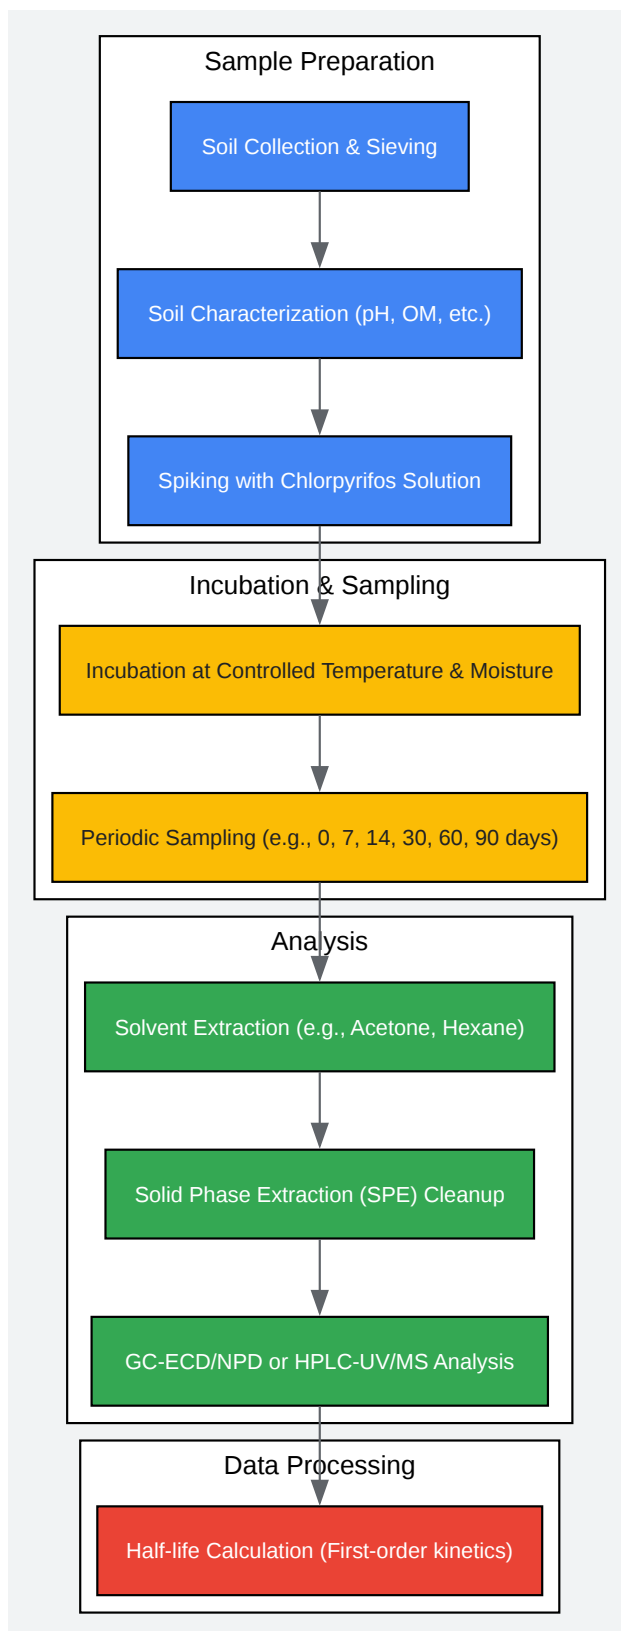 Sample Preparation
Soil Collection & Sieving
Soil Characterization (pH, OM, etc.)
Spiking with Chlorpyrifos Solution
Incubation & Sampling
Incubation at Controlled Temperature & Moisture
Periodic Sampling (e.g., 0, 7, 14, 30, 60, 90 days)
Analysis
Solvent Extraction (e.g., Acetone, Hexane)
Solid Phase Extraction (SPE) Cleanup
GC-ECD/NPD or HPLC-UV/MS Analysis
Data Processing
Half-life Calculation (First-order kinetics)